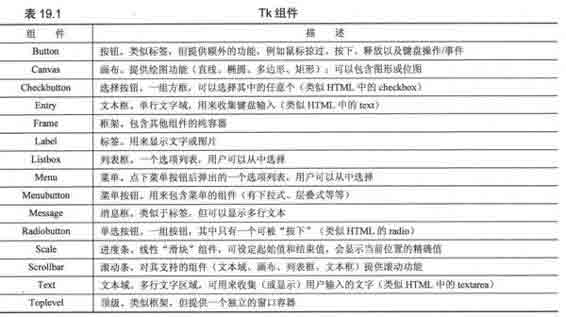 表 19.1 Tk 组件
组 件 描 述
Button 按钮。类似标签，但提供额外的功能，例如鼠标掠过、按下、释放以及键盘操作/事件
Canvas 画布。提供绘图功能（直线、椭圆、多边形、矩形）；可以包含图形或位图
Checkbutton 选择按钮。一组方框，可以选择其中的任意个（类似 HTML 中的 checkbox）
Entry 文本框。单行文字域，用来收集键盘输入（类似 HTML 中的 text）
Frame 框架。包含其他组件的纯容器
Label 标签。用来显示文字或图片
Listbox 列表框。一个选项列表，用户可以从中选择
Menu 菜单。点下菜单按钮后弹出的一个选项列表，用户可以从中选择
Menubutton 菜单按钮。用来包含菜单的组件（有下拉式、层叠式等等）
Message 消息框。类似于标签，但可以显示多行文本
Radiobutton 单选按钮。一组按钮，其中只有一个可被“按下”（类似 HTML 的 radio）
Scale 进度条。线性“滑块”组件，可设定起始值和结束值，会显示当前位置的精确值
Scrollbar 滚动条。对其支持的组件（文本域、画布、列表框、文本框）提供滚动功能
Text 文本域。多行文字区域，可用来收集（或显示）用户输入的文字（类似 HTML 中的 textarea）
Toplevel 顶级。类似框架，但提供一个独立的窗口容器